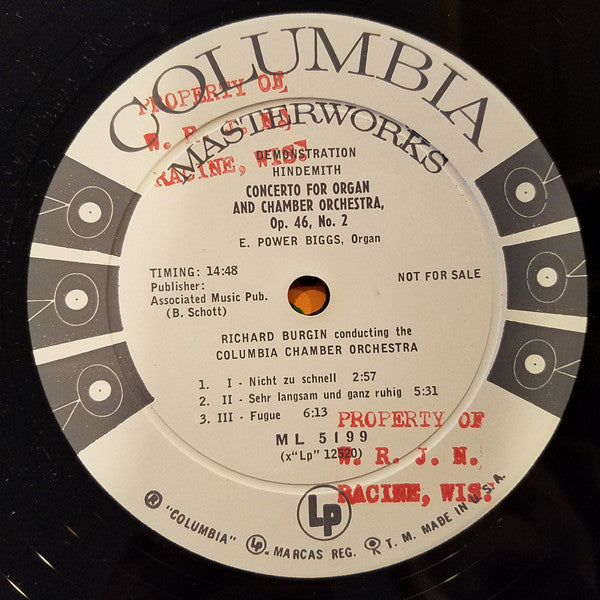 COLUMBIA
MASTERWORKS
PROPERTY OF
W. R. J. N.
RACINE, WIS.
DEMONSTRATION
HINDEMITH
CONCERTO FOR ORGAN
AND CHAMBER ORCHESTRA,
Op. 46, No. 2
E. POWER BIGGS, Organ
TIMING: 14:48
Publisher:
Associated Music Pub.
(B. Schott)
NOT FOR SALE
RICHARD BURGIN conducting the
COLUMBIA CHAMBER ORCHESTRA
1. I - Nicht zu schnell 2:57
2. II - Sehr langsam und ganz ruhig 5:31
3. III - Fugue 6:13
ML 5199
(x"Lp" 12520)
PROPERTY OF
W. R. J. N.
RACINE, WIS.
Lp
® "COLUMBIA" Lp. MARCAS REG. ® T. M. MADE IN U.S.A.